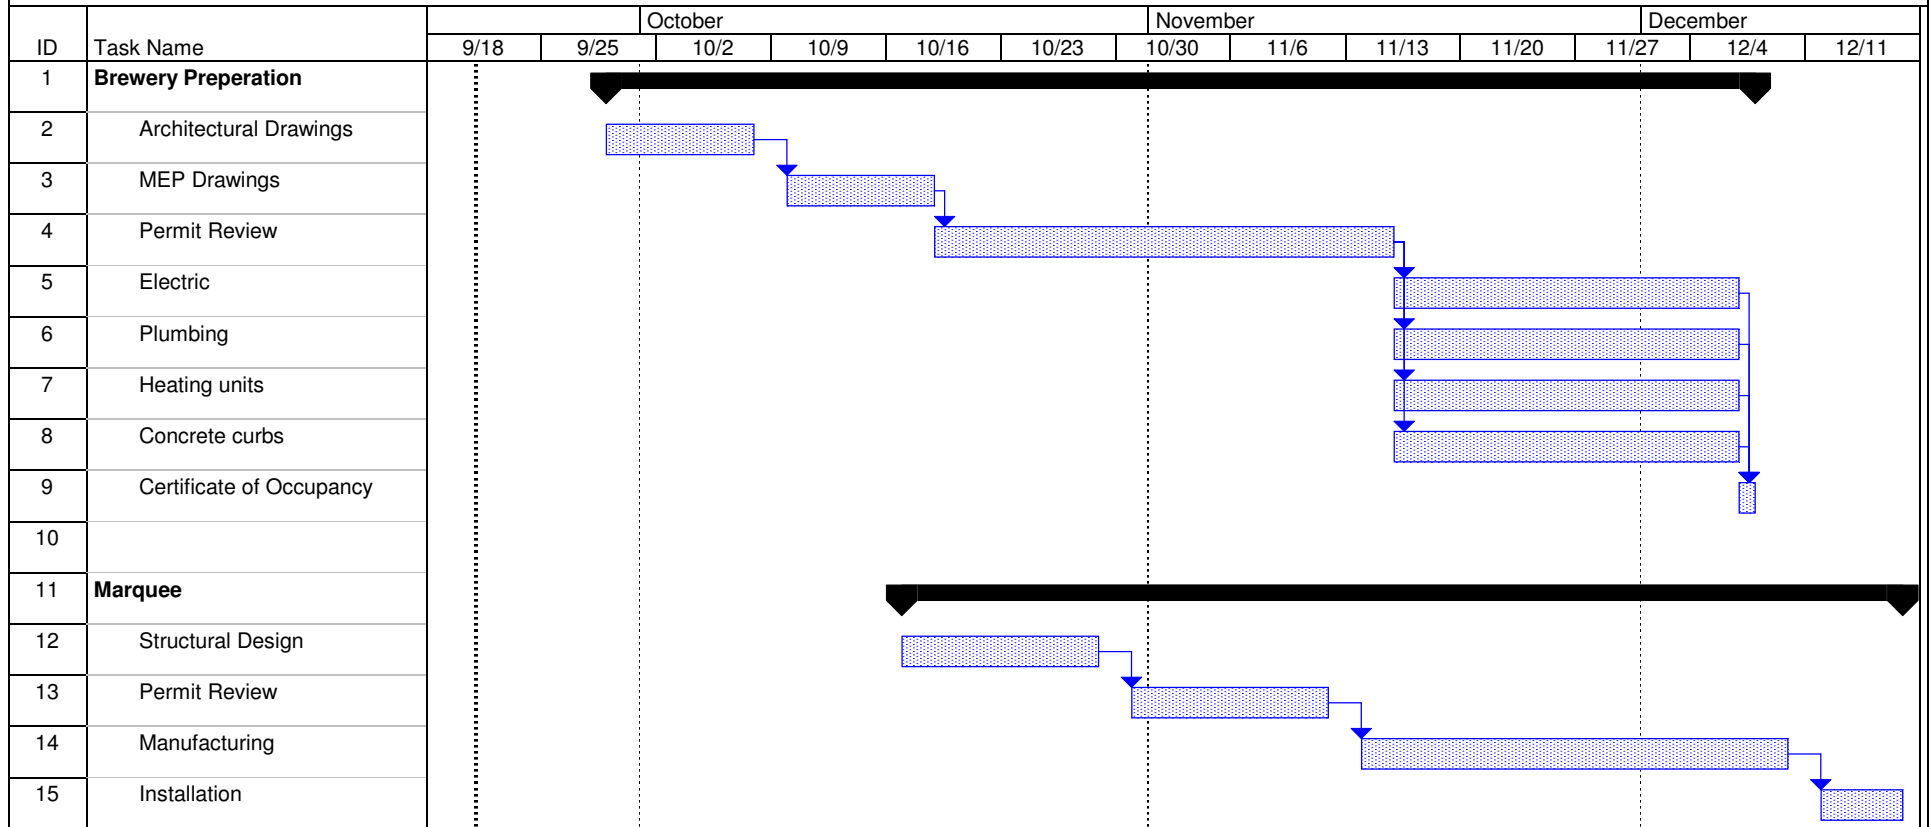 October November December
ID Task Name 9/18 9/25 10/2 10/9 10/16 10/23 10/30 11/6 11/13 11/20 11/27 12/4 12/11
1 Brewery Preperation
2 Architectural Drawings
3 MEP Drawings
4 Permit Review
5 Electric
6 Plumbing
7 Heating units
8 Concrete curbs
9 Certificate of Occupancy
10
11 Marquee
12 Structural Design
13 Permit Review
14 Manufacturing
15 Installation